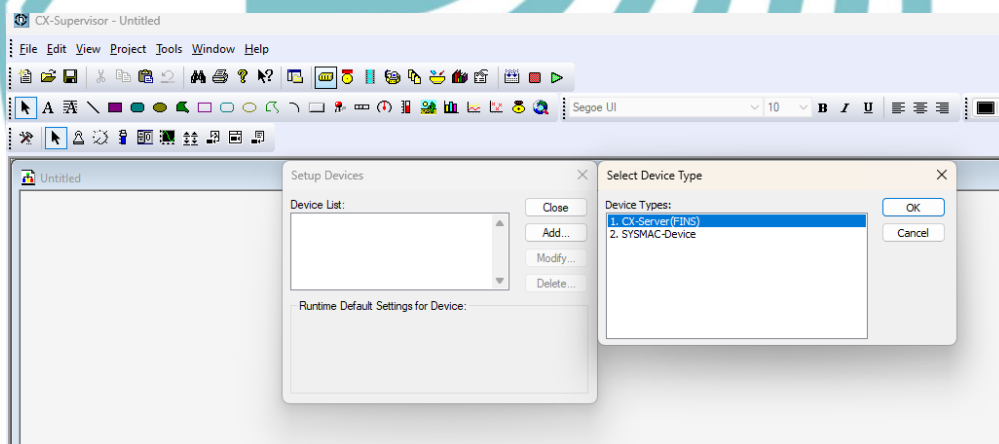 CX-Supervisor - Untitled
File Edit View Project Tools Window Help
Segoe UI 10 B I U
Untitled
Setup Devices
Device List:
Close
Add...
Modify...
Delete...
Runtime Default Settings for Device:
Select Device Type
Device Types:
1. CX-Server(FINS)
2. SYSMAC-Device
OK
Cancel